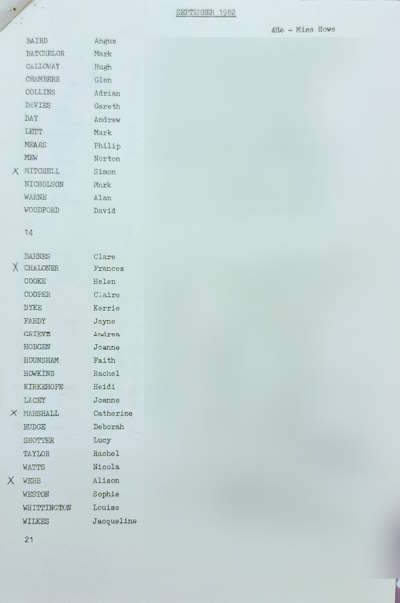 SEPTEMBER 1982
4Ho - Miss Howe
BAIRD Angus
BATCHELOR Mark
CALLOWAY Hugh
CHAMBERS Glen
COLLINS Adrian
DAVIES Gareth
DAY Andrew
LETT Mark
MEARS Philip
MEW Norton
X MITCHELL Simon
NICHOLSON Mark
WARNE Alan
WOODFORD David
14
BARNES Clare
X CHALONER Frances
COOKE Helen
COOPER Claire
DYKE Kerrie
FARDY Jayne
GRIEVE Andrea
HOBGEN Joanne
HOUNSHAM Faith
HOWKINS Rachel
KIRKEHOPE Heidi
LACEY Joanne
X MARSHALL Catherine
RUDGE Deborah
SHOTTER Lucy
TAYLOR Rachel
WATTS Nicola
X WEBB Alison
WESTON Sophie
WHITTINGTON Louise
WILKES Jacqueline
21